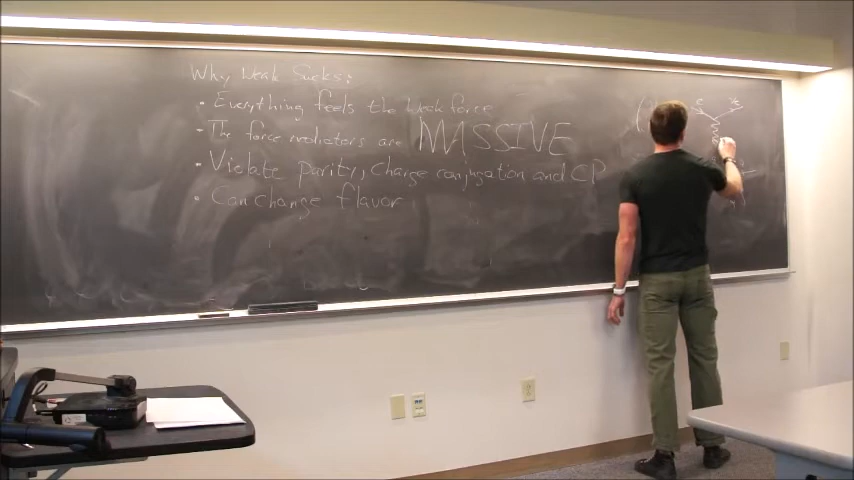 Why Weak Sucks:
• Everything feels the Weak force
• The force mediators are MASSIVE
• Violate parity, Charge conjugation and CP
• Can change flavor